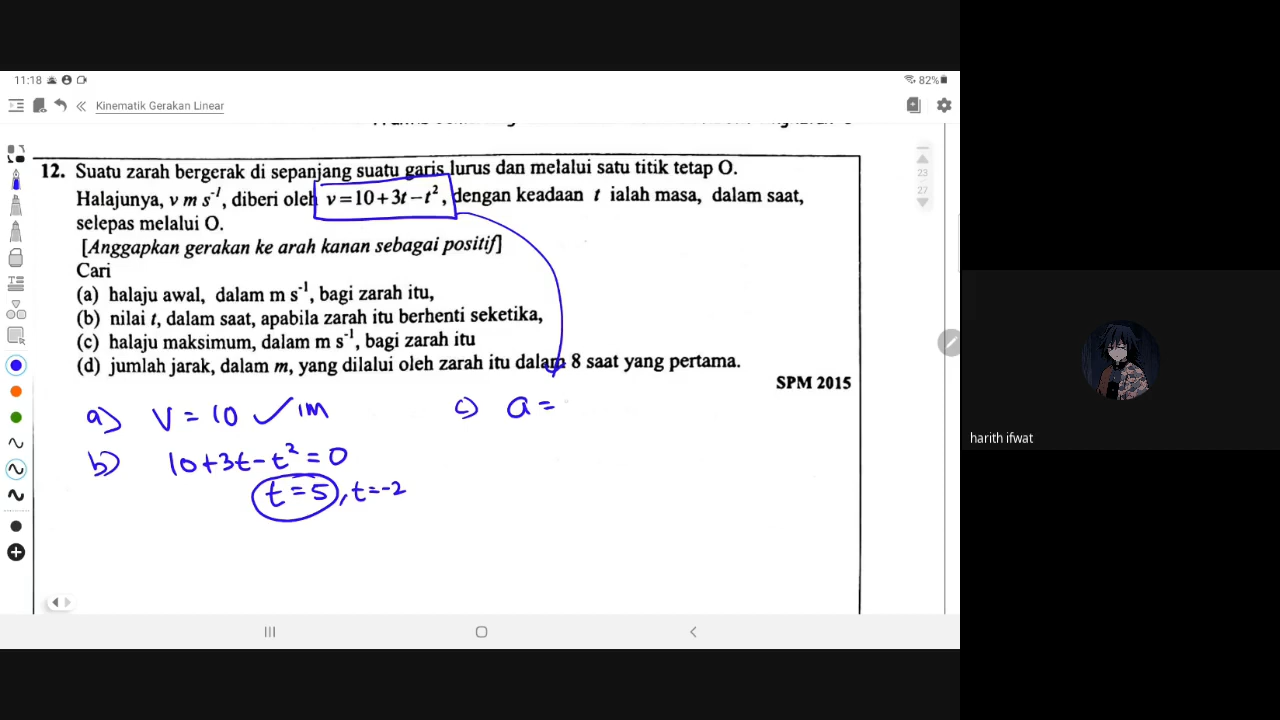 11:18
82%
Kinematik Gerakan Linear
12. Suatu zarah bergerak di sepanjang suatu garis lurus dan melalui satu titik tetap O.
Halajunya, v m s⁻¹, diberi oleh v=10+3t−t², dengan keadaan t ialah masa, dalam saat,
selepas melalui O.
[Anggapkan gerakan ke arah kanan sebagai positif]
Cari
(a) halaju awal, dalam m s⁻¹, bagi zarah itu,
(b) nilai t, dalam saat, apabila zarah itu berhenti seketika,
(c) halaju maksimum, dalam m s⁻¹, bagi zarah itu
(d) jumlah jarak, dalam m, yang dilalui oleh zarah itu dalam 8 saat yang pertama.
SPM 2015
a) V = 10 ✓ 1M
b) 10+3t−t² = 0
t = 5, t=−2
c) a =
23
27
harith ifwat